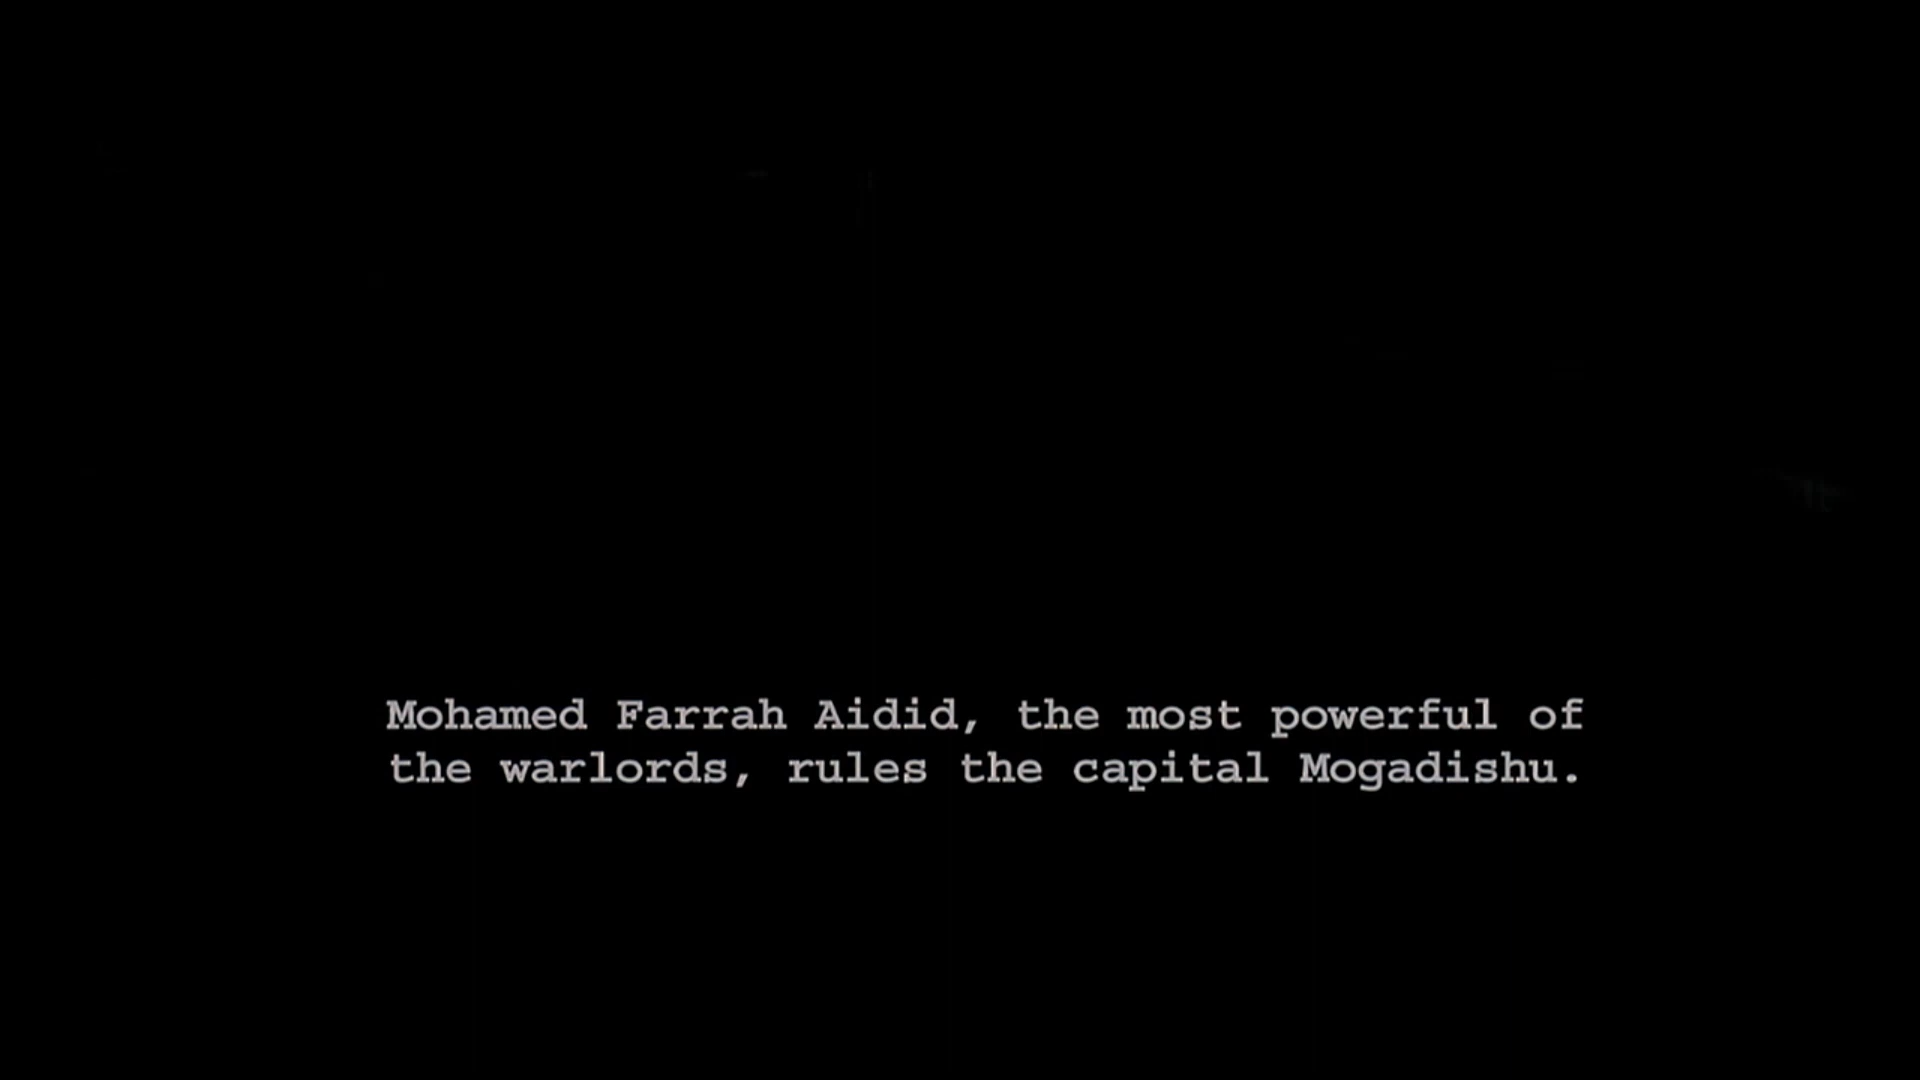 Mohamed Farrah Aidid, the most powerful of
the warlords, rules the capital Mogadishu.